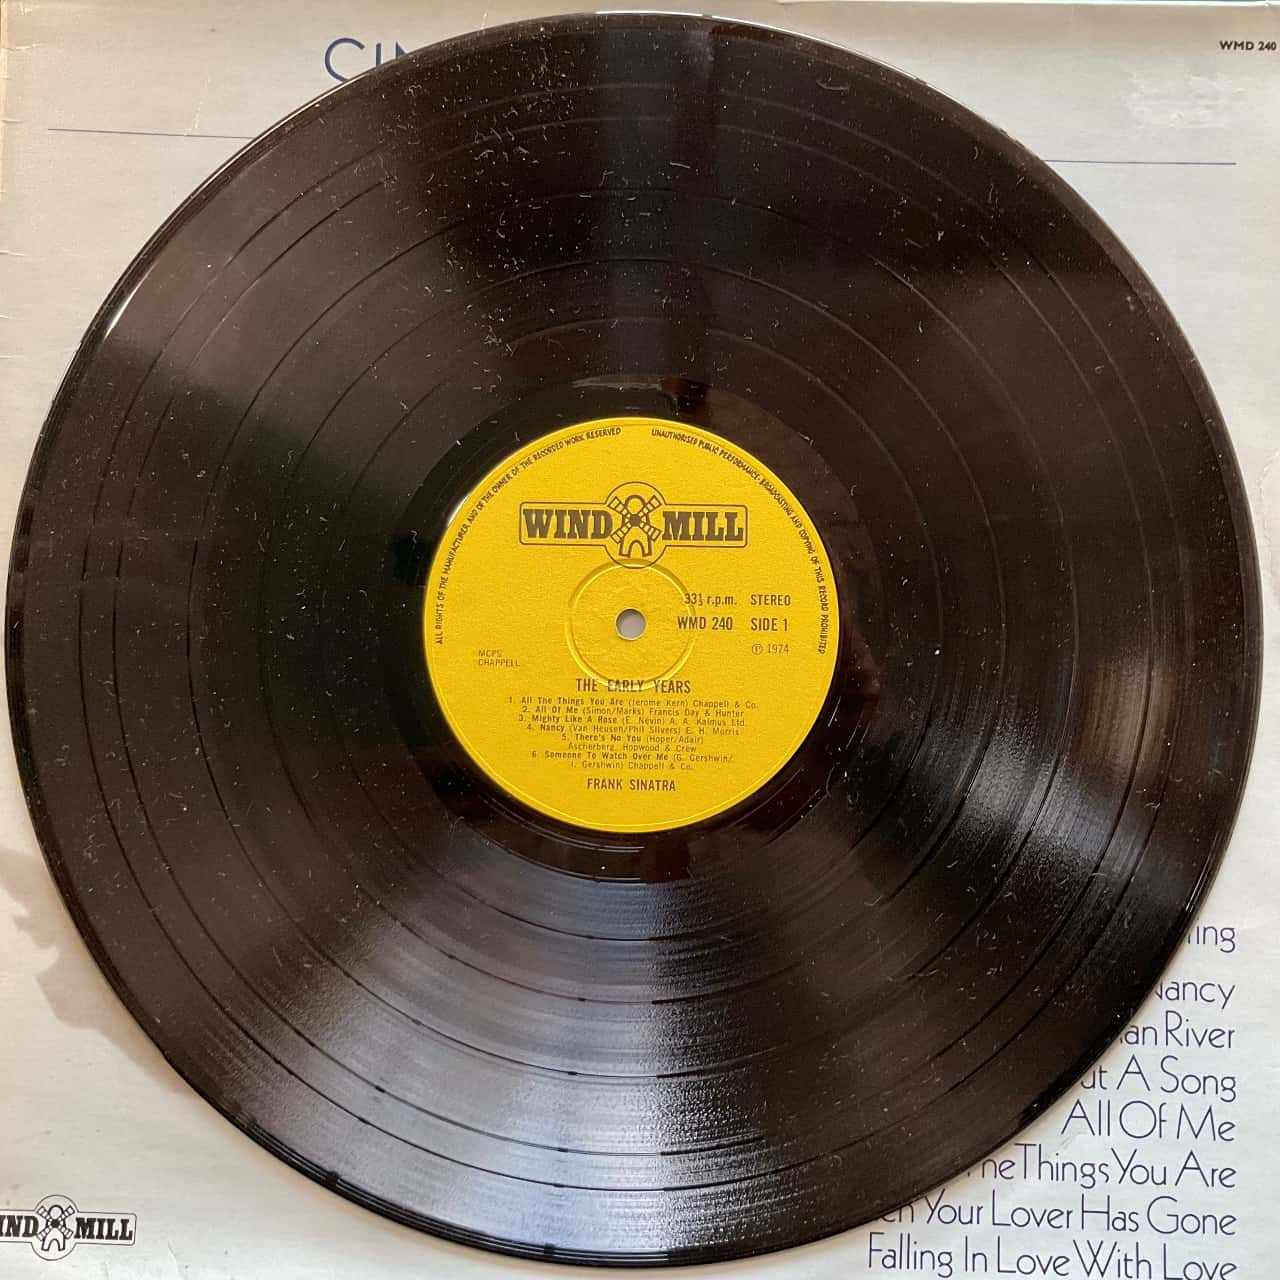 WMD 240
ALL RIGHTS OF THE MANUFACTURER AND OF THE OWNER OF THE RECORDED WORK RESERVED
UNAUTHORISED PUBLIC PERFORMANCE, BROADCASTING AND COPYING OF THIS RECORD PROHIBITED
WIND MILL
33⅓ r.p.m. STEREO
WMD 240 SIDE 1
℗ 1974
MCPS
CHAPPELL
THE EARLY YEARS
1. All The Things You Are (Jerome Kern) Chappell & Co.
2. All Of Me (Simon/Marks) Francis Day & Hunter
3. Mighty Like A Rose (E. Nevin) A. A. Kalmus Ltd.
4. Nancy (Van Heusen/Phil Silvers) E. H. Morris
5. There's No You (Hoper/Adair)
Ascherberg, Hopwood & Crew
6. Someone To Watch Over Me (G. Gershwin/
I. Gershwin) Chappell & Co.
FRANK SINATRA
Nancy
River
A Song
All Of Me
Things You Are
Your Lover Has Gone
Falling In Love With Love
MILL